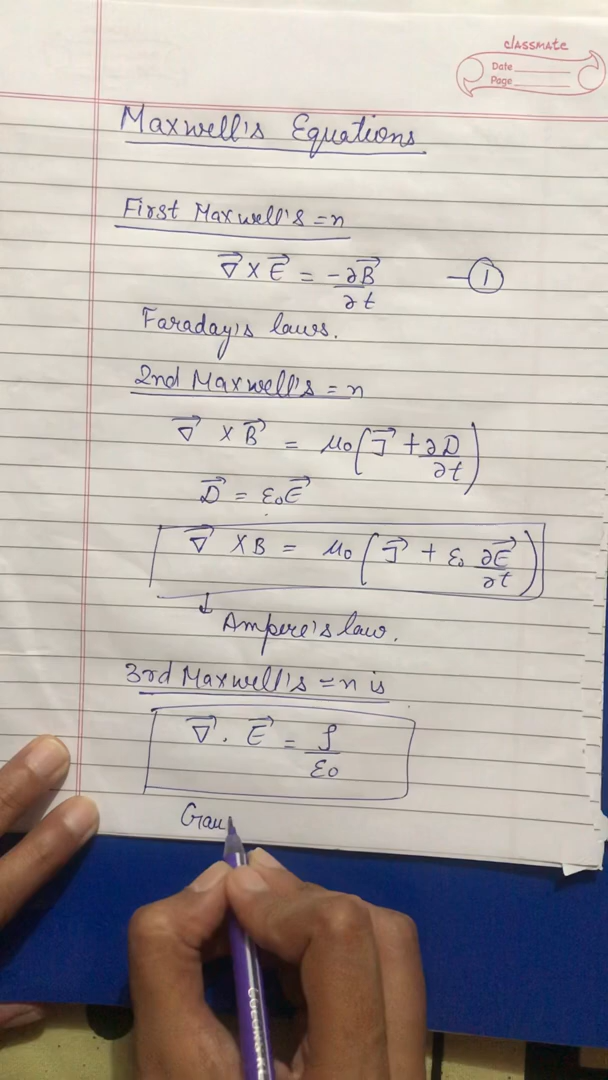 classmate
Date
Page
Maxwell's Equations
First Maxwell's =n
∇⃗ × E⃗ = -∂B⃗/∂t —①
Faraday's laws.
2nd Maxwell's =n
∇⃗ × B⃗ = μ₀(J⃗ + ∂D/∂t)
D⃗ = ε₀E⃗
∇⃗ × B = μ₀(J⃗ + ε₀ ∂E⃗/∂t)
↓ Ampere's law.
3rd Maxwell's =n is
∇⃗ . E⃗ = ρ/ε₀
Gau